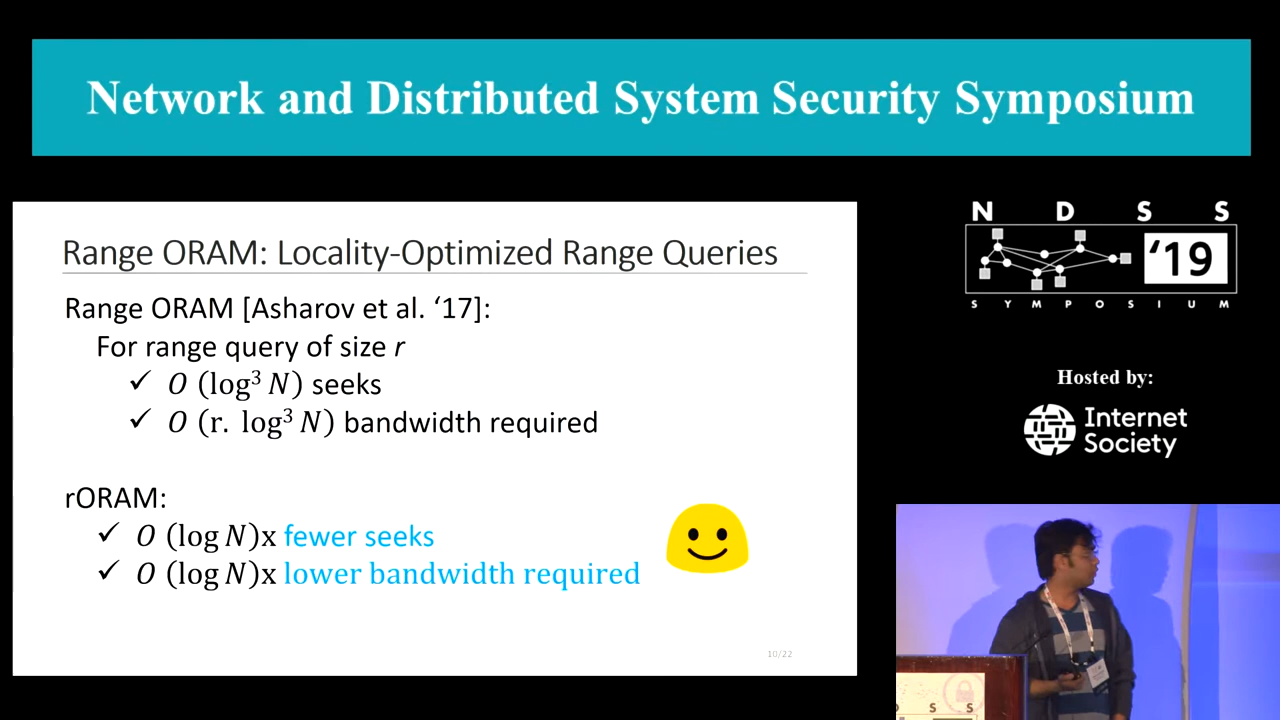 Network and Distributed System Security Symposium
Range ORAM: Locality-Optimized Range Queries
Range ORAM [Asharov et al. ‘17]:
For range query of size r
✓ O (log³ N) seeks
✓ O (r. log³ N) bandwidth required
rORAM:
✓ O (log N)x fewer seeks
✓ O (log N)x lower bandwidth required
10/22
N D S S
‘19
S Y M P O S I U M
Hosted by:
Internet
Society
D S S